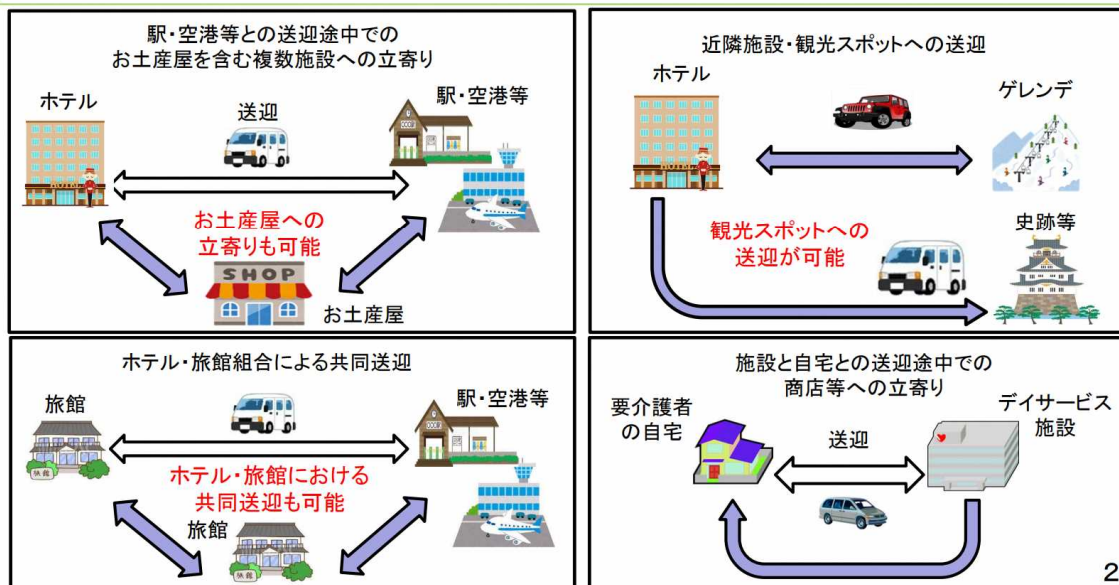 駅・空港等との送迎途中での
お土産屋を含む複数施設への立寄り
ホテル
送迎
駅・空港等
HOTEL
お土産屋への
立寄りも可能
SHOP
お土産屋
近隣施設・観光スポットへの送迎
ホテル
ゲレンデ
HOTEL
観光スポットへの
送迎が可能
史跡等
ホテル・旅館組合による共同送迎
旅館
駅・空港等
旅館
ホテル・旅館における
共同送迎も可能
旅館
旅館
施設と自宅との送迎途中での
商店等への立寄り
要介護者
の自宅
送迎
デイサービス
施設
2